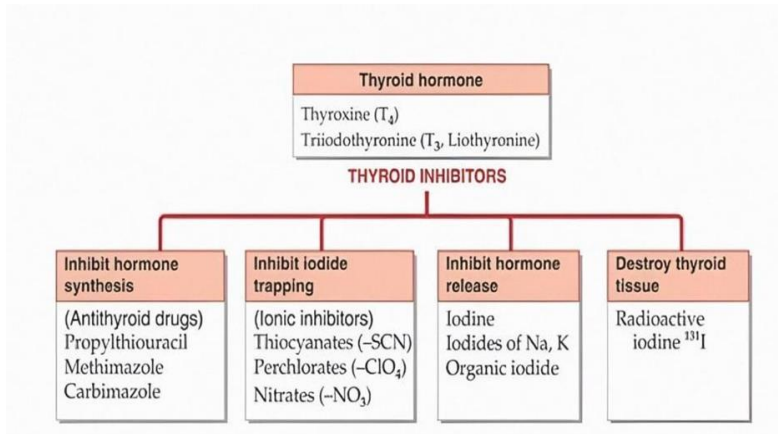 Thyroid hormone
Thyroxine (T₄)
Triiodothyronine (T₃, Liothyronine)
THYROID INHIBITORS
Inhibit hormone
synthesis
(Antithyroid drugs)
Propylthiouracil
Methimazole
Carbimazole
Inhibit iodide
trapping
(Ionic inhibitors)
Thiocyanates (–SCN)
Perchlorates (–ClO₄)
Nitrates (–NO₃)
Inhibit hormone
release
Iodine
Iodides of Na, K
Organic iodide
Destroy thyroid
tissue
Radioactive
iodine ¹³¹I